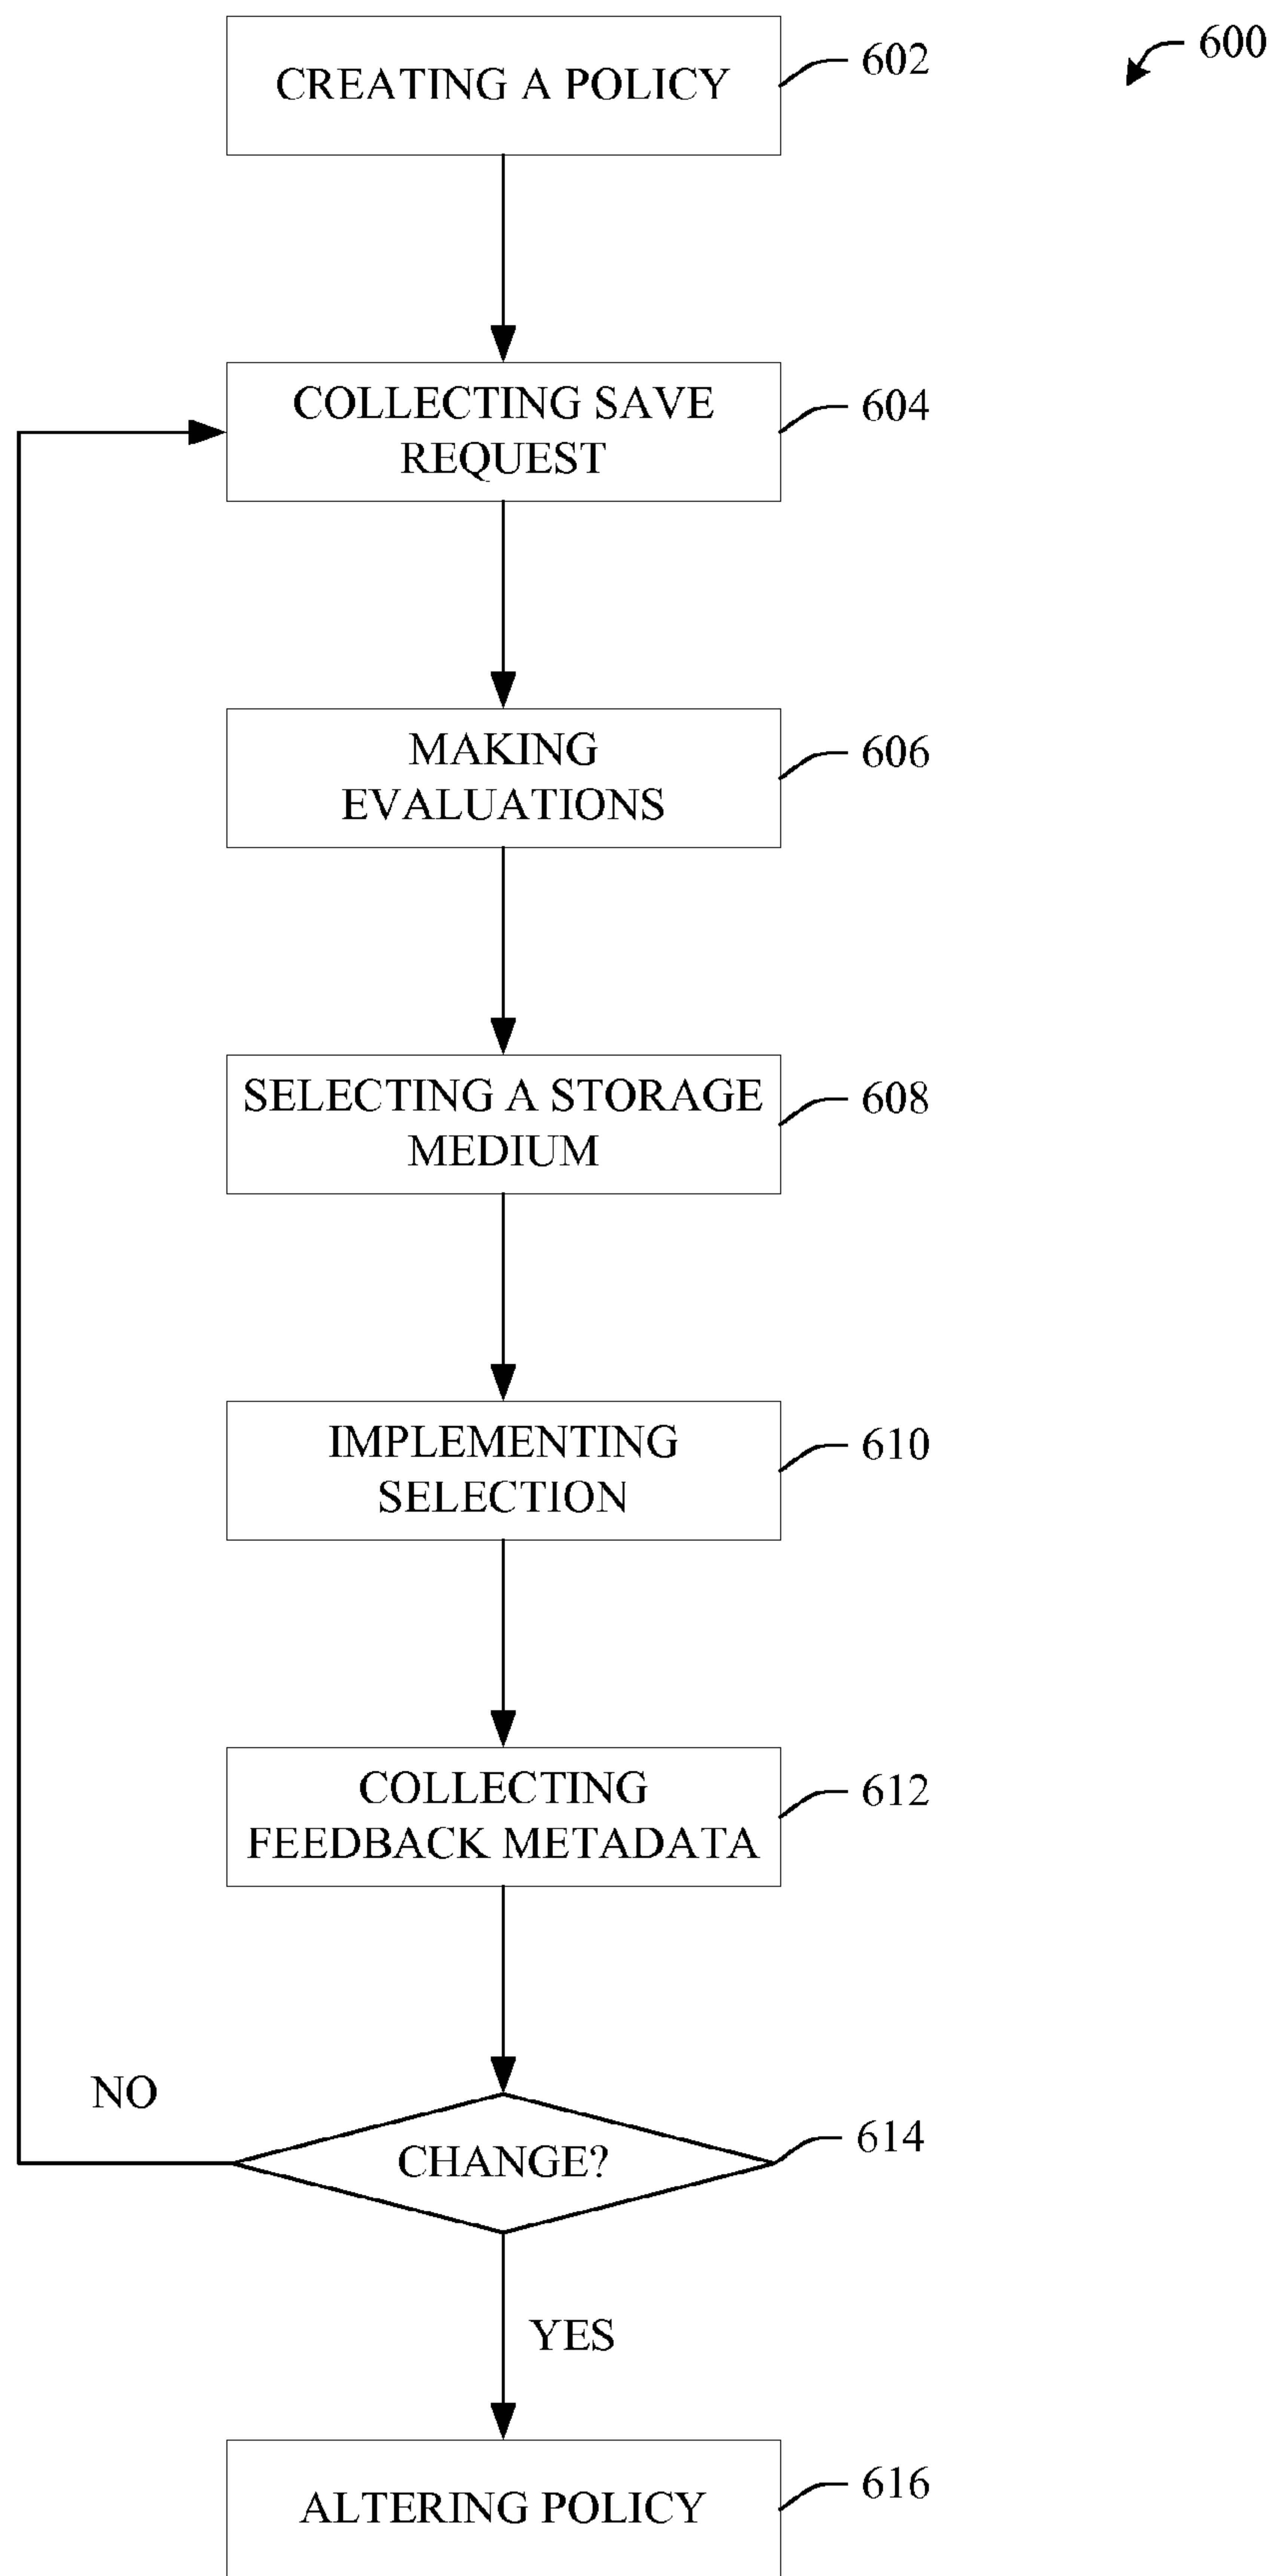 600
CREATING A POLICY
602
COLLECTING SAVE
REQUEST
604
MAKING
EVALUATIONS
606
SELECTING A STORAGE
MEDIUM
608
IMPLEMENTING
SELECTION
610
COLLECTING
FEEDBACK METADATA
612
NO
CHANGE?
614
YES
ALTERING POLICY
616